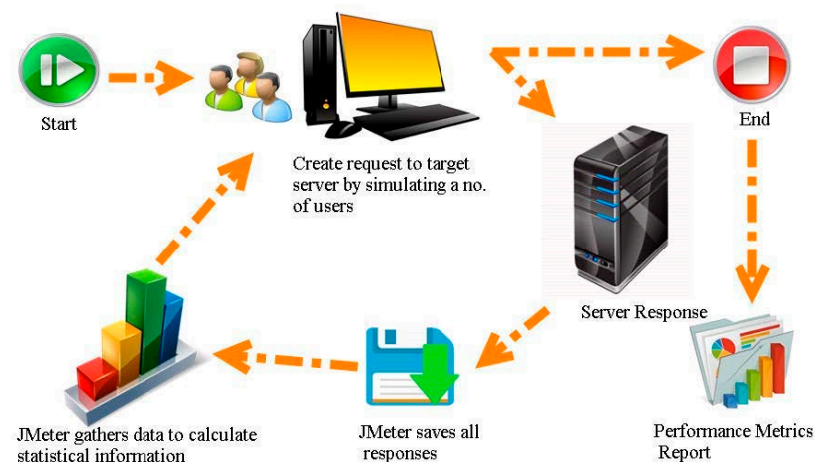 Start
End
Create request to target
server by simulating a no.
of users
Server Response
JMeter gathers data to calculate
statistical information
JMeter saves all
responses
Performance Metrics
Report